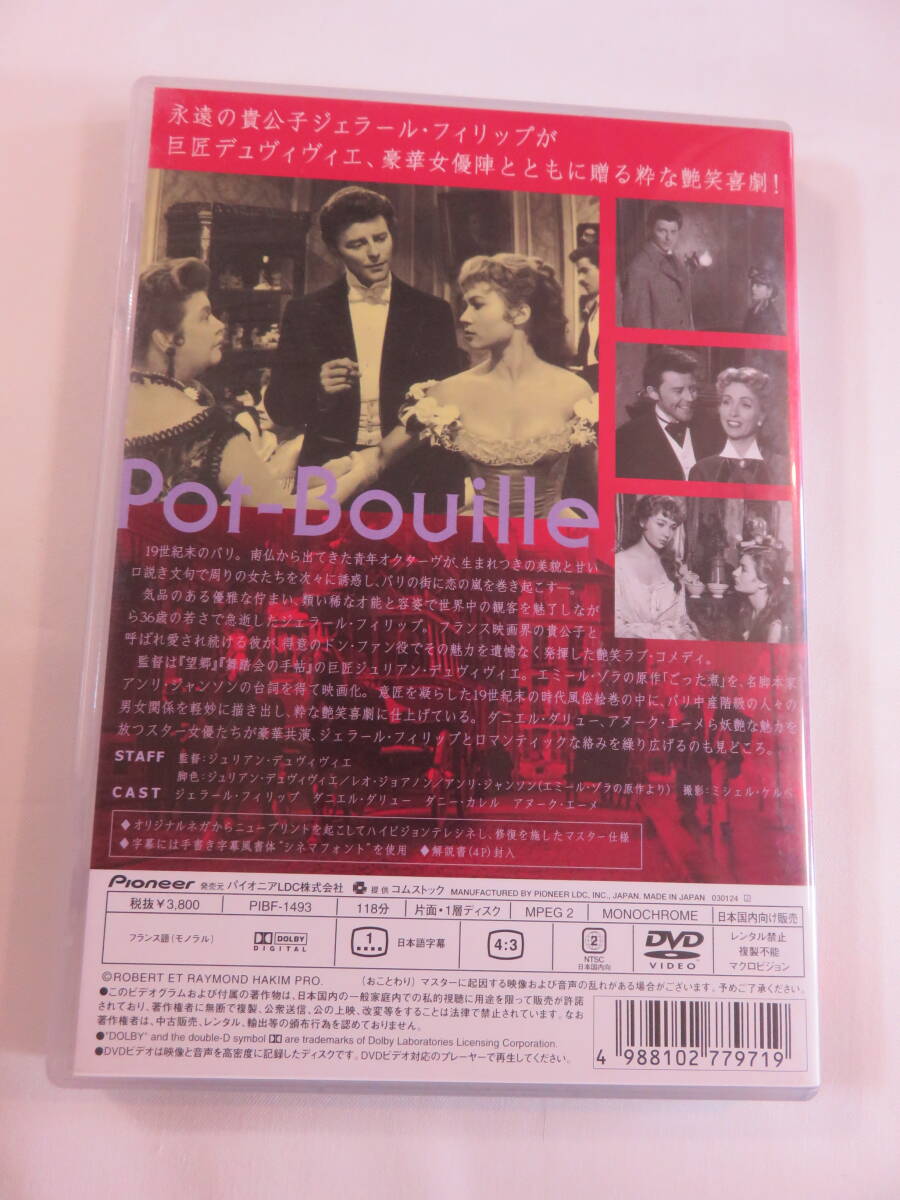 永遠の貴公子ジェラール・フィリップが
巨匠デュヴィヴィエ、豪華女優陣とともに贈る粋な艶笑喜劇！
Pot-Bouille
19世紀末のパリ。南仏から出てきた青年オクターヴが、生まれつきの美貌と甘い
口説き文句で周りの女たちを次々に誘惑し、パリの街に恋の嵐を巻き起こす―。
気品のある優雅な佇まい、類い稀な才能と容姿で世界中の観客を魅了しなが
ら36歳の若さで急逝したジェラール・フィリップ。フランス映画界の貴公子と
呼ばれ愛され続ける彼が、得意のドン・ファン役でその魅力を遺憾なく発揮した艶笑ラブ・コメディ。
監督は『望郷』『舞踏会の手帖』の巨匠ジュリアン・デュヴィヴィエ。エミール・ゾラの原作「ごった煮」を、名脚本家
アンリ・ジャンソンの台詞を得て映画化。意匠を凝らした19世紀末の時代風俗絵巻の中に、パリ中産階級の人々の
男女関係を軽妙に描き出し、粋な艶笑喜劇に仕上げている。ダニエル・ダリュー、アヌーク・エーメら妖艶な魅力を
放つスター女優たちが豪華共演、ジェラール・フィリップとロマンティックな絡みを繰り広げるのも見どころ。
STAFF 監督：ジュリアン・デュヴィヴィエ
脚色：ジュリアン・デュヴィヴィエ／レオ・ジョアノン／アンリ・ジャンソン（エミール・ゾラの原作より） 撮影：ミシェル・ケルベ
CAST ジェラール・フィリップ ダニエル・ダリュー ダニー・カレル アヌーク・エーメ
◆オリジナルネガからニュープリントを起こしてハイビジョンテレシネし、修復を施したマスター仕様
◆字幕には手書き字幕風書体"シネマフォント"を使用 ◆解説書（4P）封入
Pioneer 発売元 パイオニアLDC株式会社 提供 コムストック MANUFACTURED BY PIONEER LDC, INC., JAPAN. MADE IN JAPAN 030124
税抜￥3,800 PIBF-1493 118分 片面・1層ディスク MPEG 2 MONOCHROME 日本国内向け販売
フランス語（モノラル） DOLBY DIGITAL 1 日本語字幕 4:3 2 NTSC 日本国内向 DVD VIDEO レンタル禁止
複製不能
マクロビジョン
©ROBERT ET RAYMOND HAKIM PRO. （おことわり）マスターに起因する映像および音声の乱れがある場合がございます。予めご了承ください。
●このビデオグラムおよび付属の著作物は、日本国内の一般家庭内での私的視聴に用途を限って販売が許諾
されており、著作権者に無断で複製、公衆送信、公の上映、改変等をすることは法律で禁止されています。なお
著作権者は、中古販売、レンタル、輸出等の頒布行為を認めておりません。
●"DOLBY" and the double-D symbol are trademarks of Dolby Laboratories Licensing Corporation.
●DVDビデオは映像と音声を高密度に記録したディスクです。DVDビデオ対応のプレーヤーで再生してください。
4 988102 779719